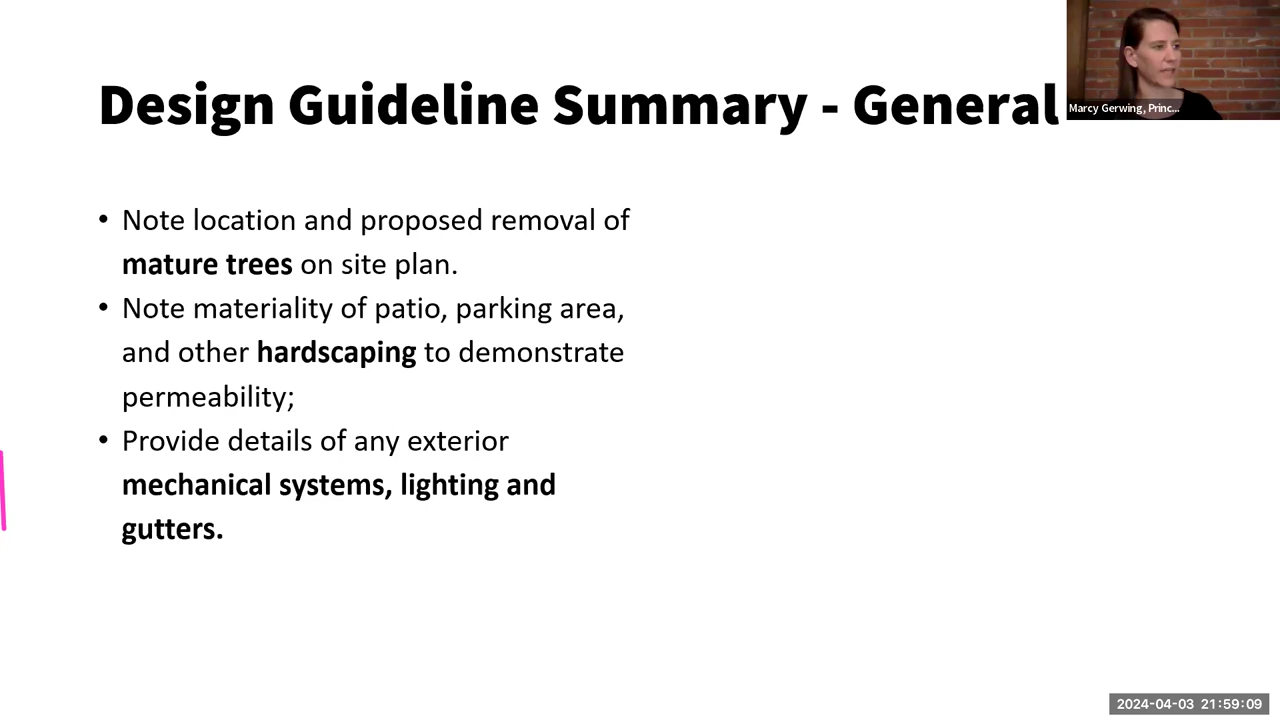 Design Guideline Summary - General
Marcy Gerwing, Princ...
• Note location and proposed removal of
mature trees on site plan.
• Note materiality of patio, parking area,
and other hardscaping to demonstrate
permeability;
• Provide details of any exterior
mechanical systems, lighting and
gutters.
2024-04-03 21:59:09